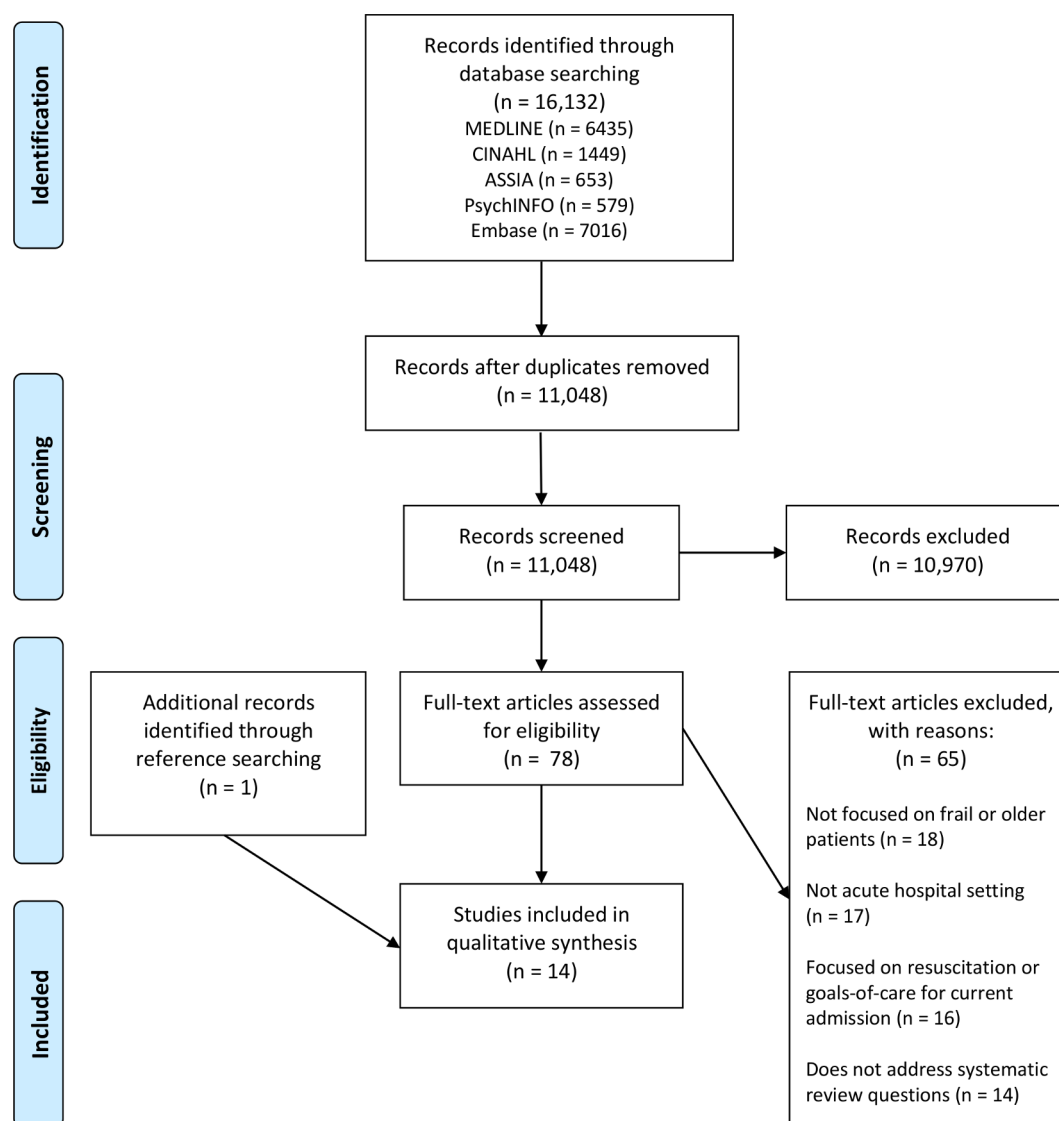 Identification
Records identified through
database searching
(n = 16,132)
MEDLINE (n = 6435)
CINAHL (n = 1449)
ASSIA (n = 653)
PsychINFO (n = 579)
Embase (n = 7016)
Records after duplicates removed
(n = 11,048)
Screening
Records screened
(n = 11,048)
Records excluded
(n = 10,970)
Eligibility
Additional records
identified through
reference searching
(n = 1)
Full-text articles assessed
for eligibility
(n = 78)
Full-text articles excluded,
with reasons:
(n = 65)
Not focused on frail or older
patients (n = 18)
Not acute hospital setting
(n = 17)
Focused on resuscitation or
goals-of-care for current
admission (n = 16)
Does not address systematic
review questions (n = 14)
Included
Studies included in
qualitative synthesis
(n = 14)